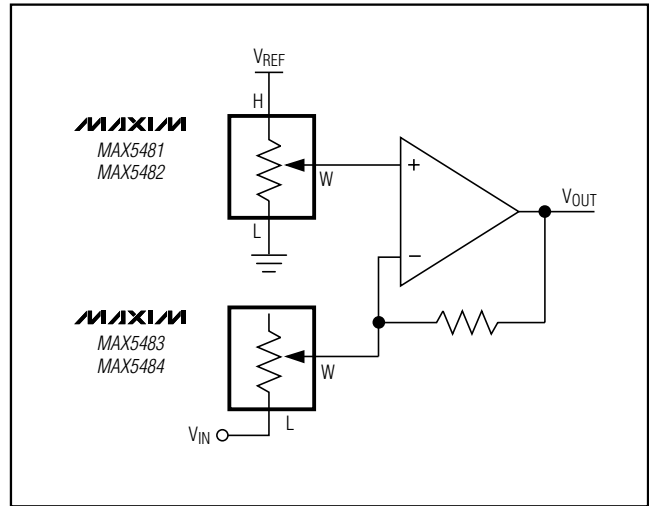 VREF
H
MAXIM
MAX5481
MAX5482
W
L
+
−
VOUT
MAXIM
MAX5483
MAX5484
W
L
VIN